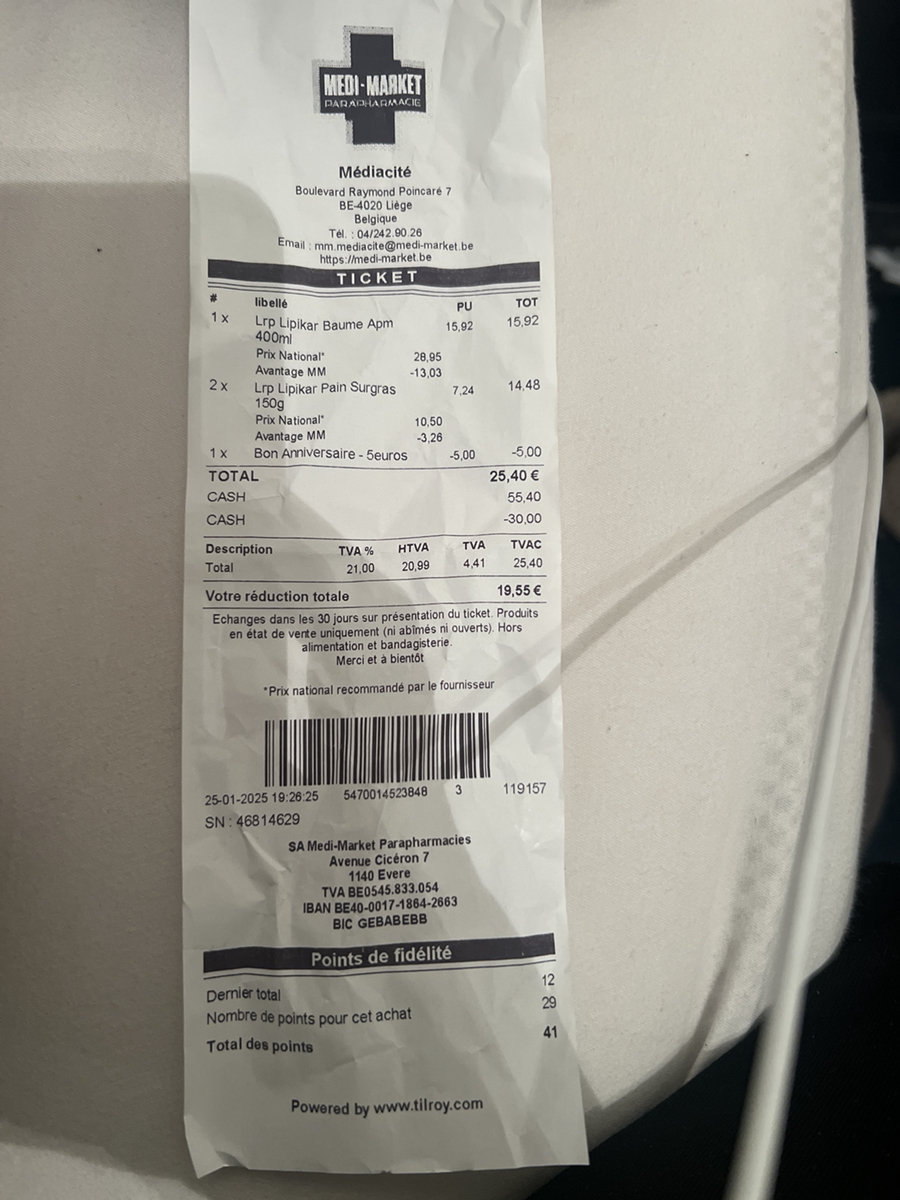 MEDI-MARKET
PARAPHARMACIE
Médiacité
Boulevard Raymond Poincaré 7
BE-4020 Liège
Belgique
Tél. : 04/242.90.26
Email : mm.mediacite@medi-market.be
https://medi-market.be
TICKET
# libellé PU TOT
1 x Lrp Lipikar Baume Apm 15,92 15,92
400ml
Prix National* 28,95
Avantage MM -13,03
2 x Lrp Lipikar Pain Surgras 7,24 14,48
150g
Prix National* 10,50
Avantage MM -3,26
1 x Bon Anniversaire - 5euros -5,00 -5,00
TOTAL 25,40 €
CASH 55,40
CASH -30,00
Description TVA % HTVA TVA TVAC
Total 21,00 20,99 4,41 25,40
Votre réduction totale 19,55 €
Echanges dans les 30 jours sur présentation du ticket. Produits
en état de vente uniquement (ni abîmés ni ouverts). Hors
alimentation et bandagisterie.
Merci et à bientôt
*Prix national recommandé par le fournisseur
25-01-2025 19:26:25 5470014523848 3 119157
SN : 46814629
SA Medi-Market Parapharmacies
Avenue Cicéron 7
1140 Evere
TVA BE0545.833.054
IBAN BE40-0017-1864-2663
BIC GEBABEBB
Points de fidélité
Dernier total 12
Nombre de points pour cet achat 29
Total des points 41
Powered by www.tilroy.com